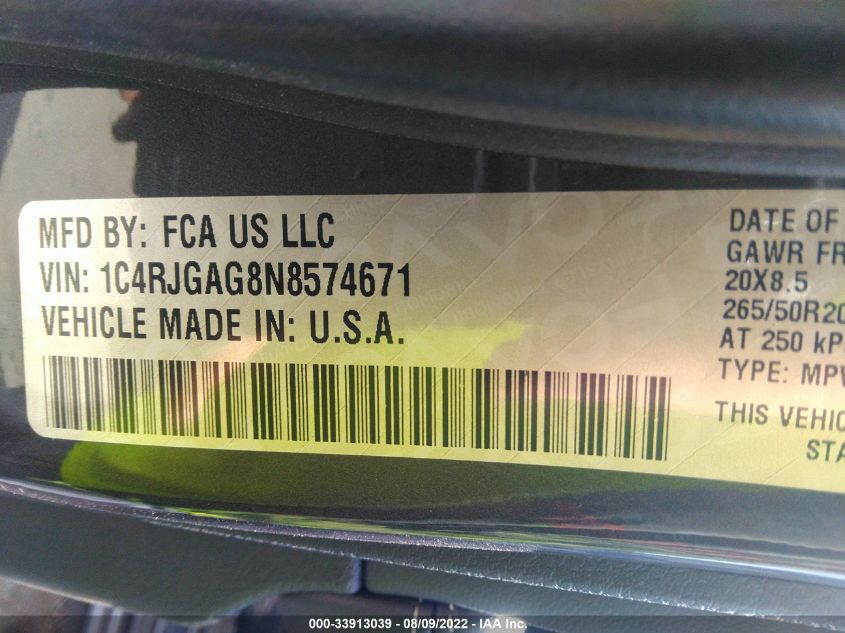 MFD BY: FCA US LLC
VIN: 1C4RJGAG8N8574671
VEHICLE MADE IN: U.S.A.
DATE OF
GAWR FR
20X8.5
265/50R20
AT 250 kP
TYPE: MPV
THIS VEHIC
STA
000-33913039 - 08/09/2022 - IAA Inc.